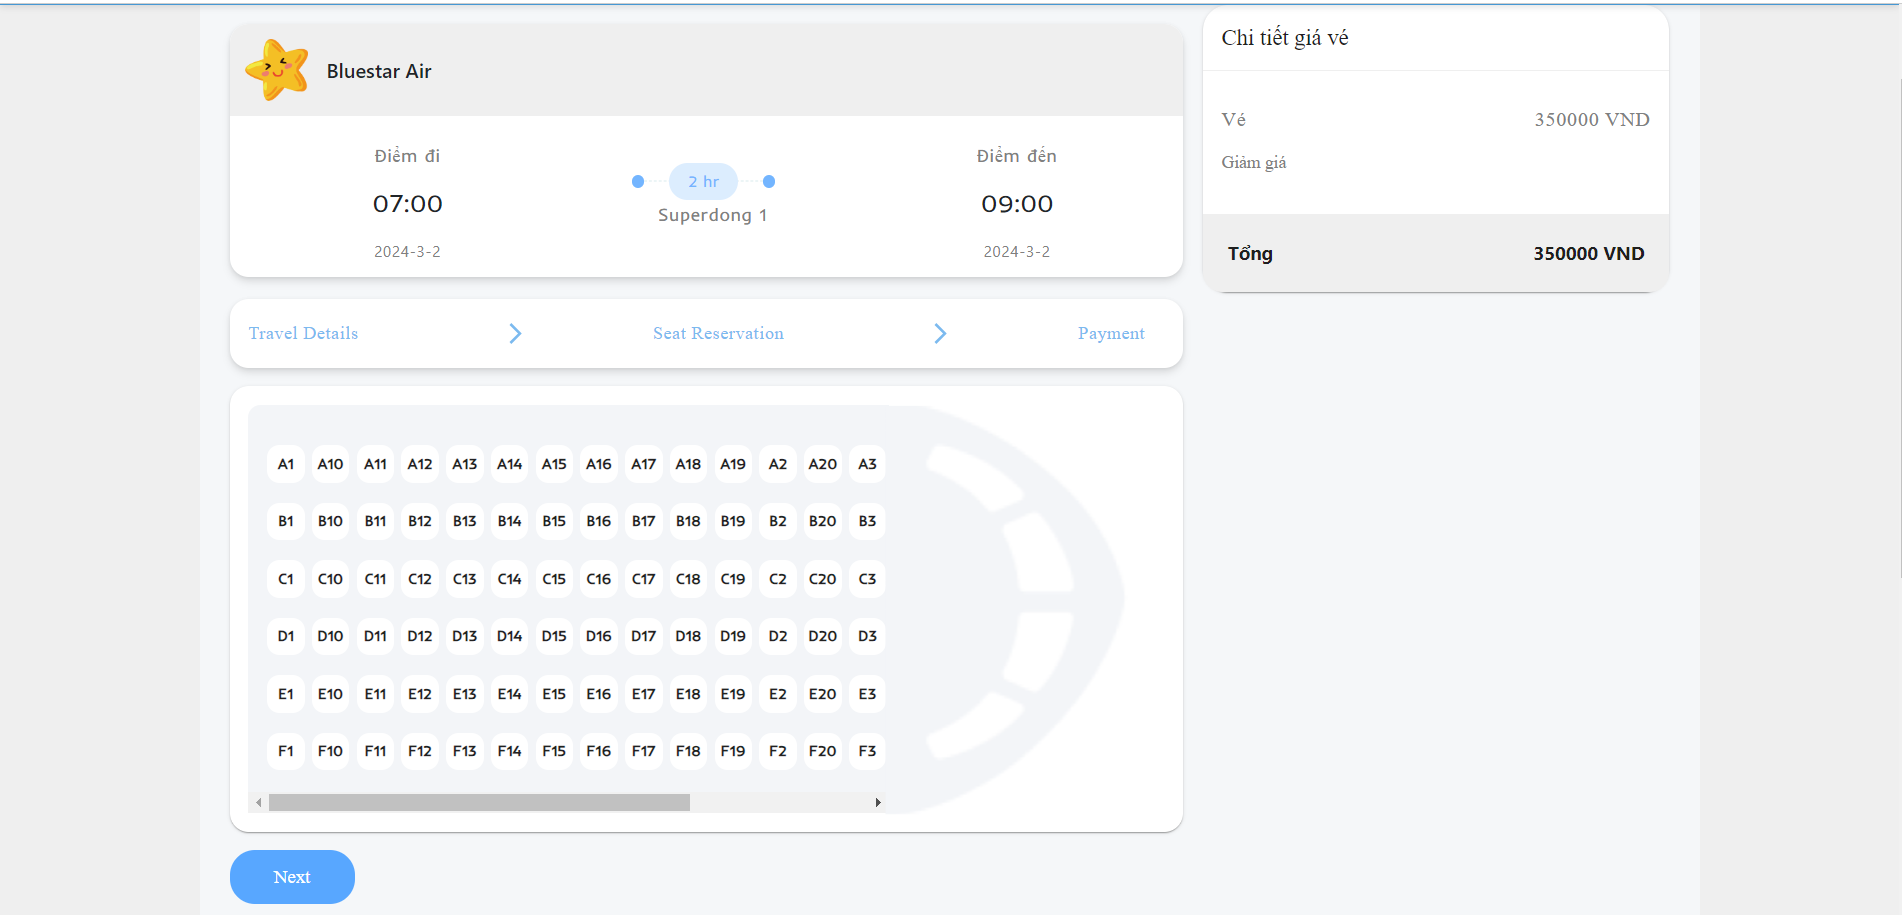 Bluestar Air
Điểm đi
07:00
2024-3-2
2 hr
Superdong 1
Điểm đến
09:00
2024-3-2
Travel Details
Seat Reservation
Payment
A1 A10 A11 A12 A13 A14 A15 A16 A17 A18 A19 A2 A20 A3
B1 B10 B11 B12 B13 B14 B15 B16 B17 B18 B19 B2 B20 B3
C1 C10 C11 C12 C13 C14 C15 C16 C17 C18 C19 C2 C20 C3
D1 D10 D11 D12 D13 D14 D15 D16 D17 D18 D19 D2 D20 D3
E1 E10 E11 E12 E13 E14 E15 E16 E17 E18 E19 E2 E20 E3
F1 F10 F11 F12 F13 F14 F15 F16 F17 F18 F19 F2 F20 F3
Next
Chi tiết giá vé
Vé 350000 VND
Giảm giá
Tổng 350000 VND